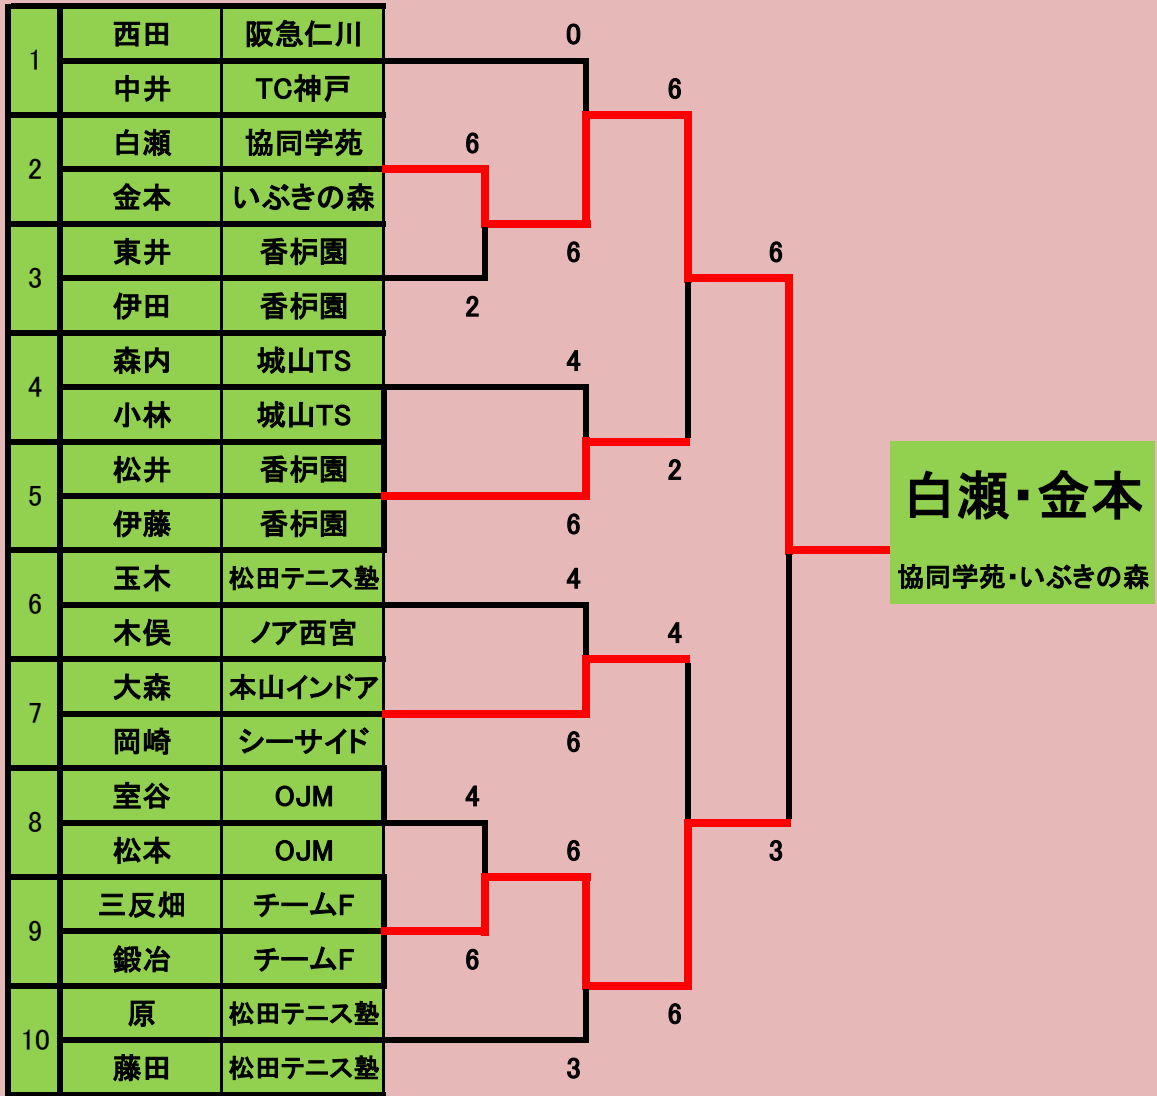 1
西田 阪急仁川
中井 TC神戸
2
白瀬 協同学苑
金本 いぶきの森
3
東井 香枦園
伊田 香枦園
4
森内 城山TS
小林 城山TS
5
松井 香枦園
伊藤 香枦園
6
玉木 松田テニス塾
木俣 ノア西宮
7
大森 本山インドア
岡崎 シーサイド
8
室谷 OJM
松本 OJM
9
三反畑 チームF
鍛冶 チームF
10
原 松田テニス塾
藤田 松田テニス塾
6
2
4
6
0
6
4
6
4
6
6
3
6
2
4
6
6
3
白瀬・金本
協同学苑・いぶきの森